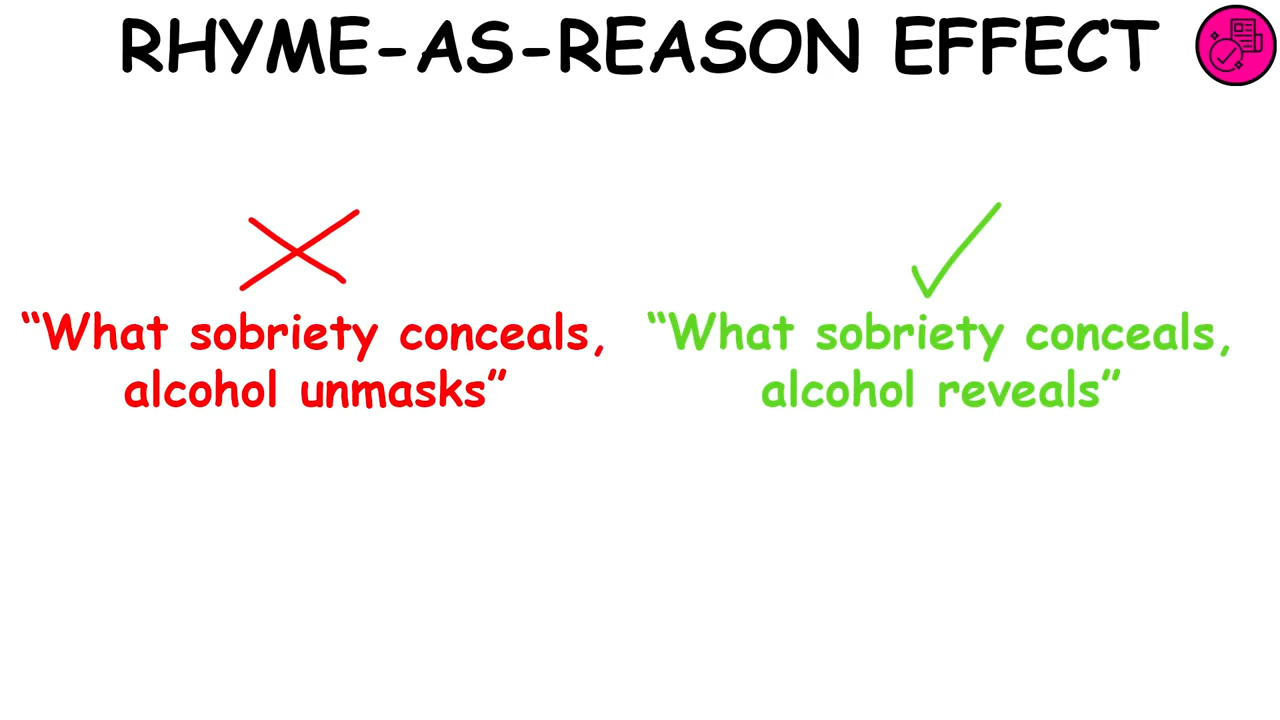 RHYME-AS-REASON EFFECT
“What sobriety conceals,
alcohol unmasks”
“What sobriety conceals,
alcohol reveals”